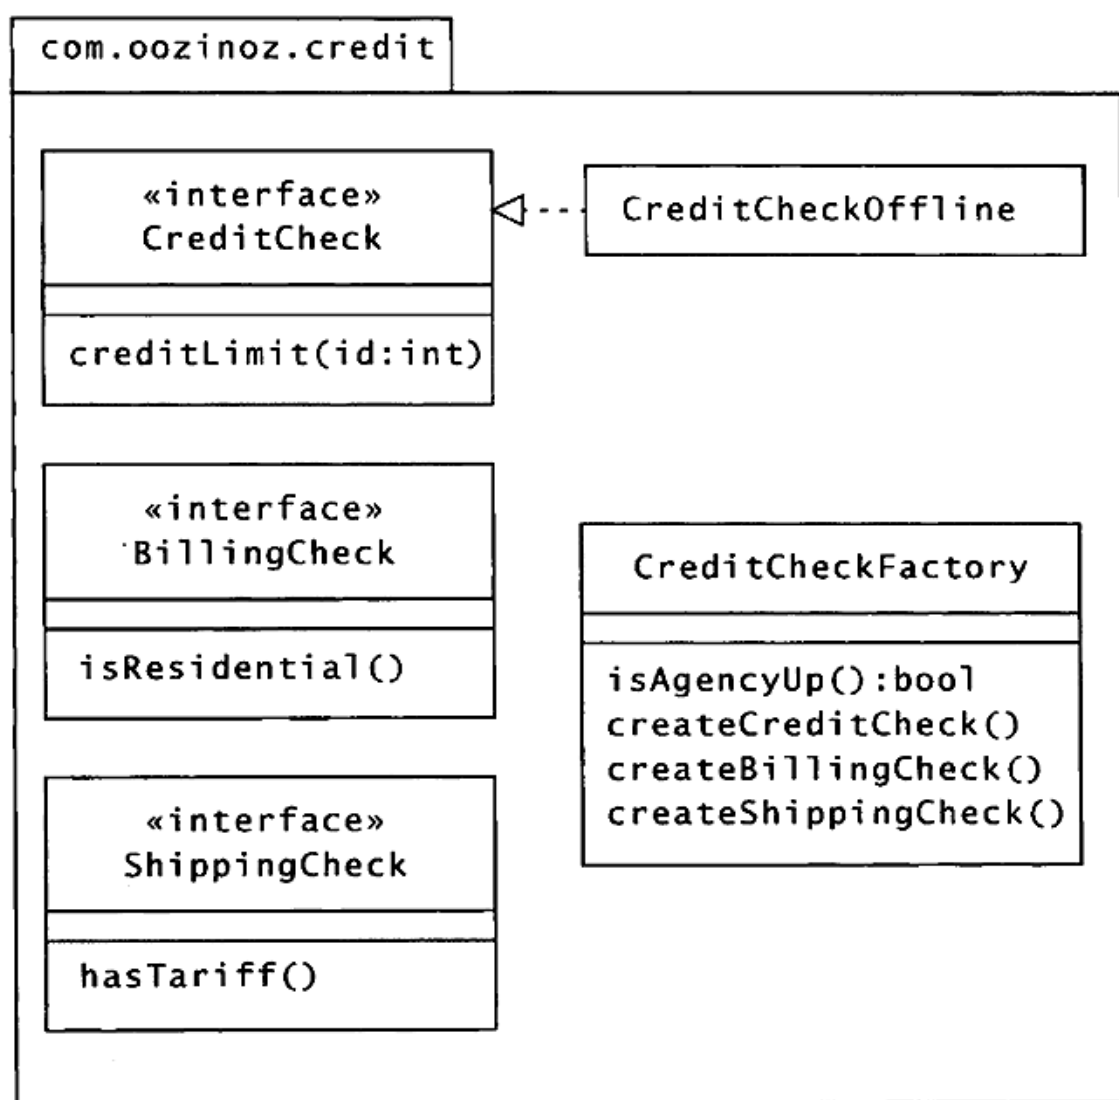 com.oozinoz.credit
«interface»
CreditCheck
creditLimit(id:int)
CreditCheckOffline
«interface»
BillingCheck
isResidential()
CreditCheckFactory
isAgencyUp():bool
createCreditCheck()
createBillingCheck()
createShippingCheck()
«interface»
ShippingCheck
hasTariff()